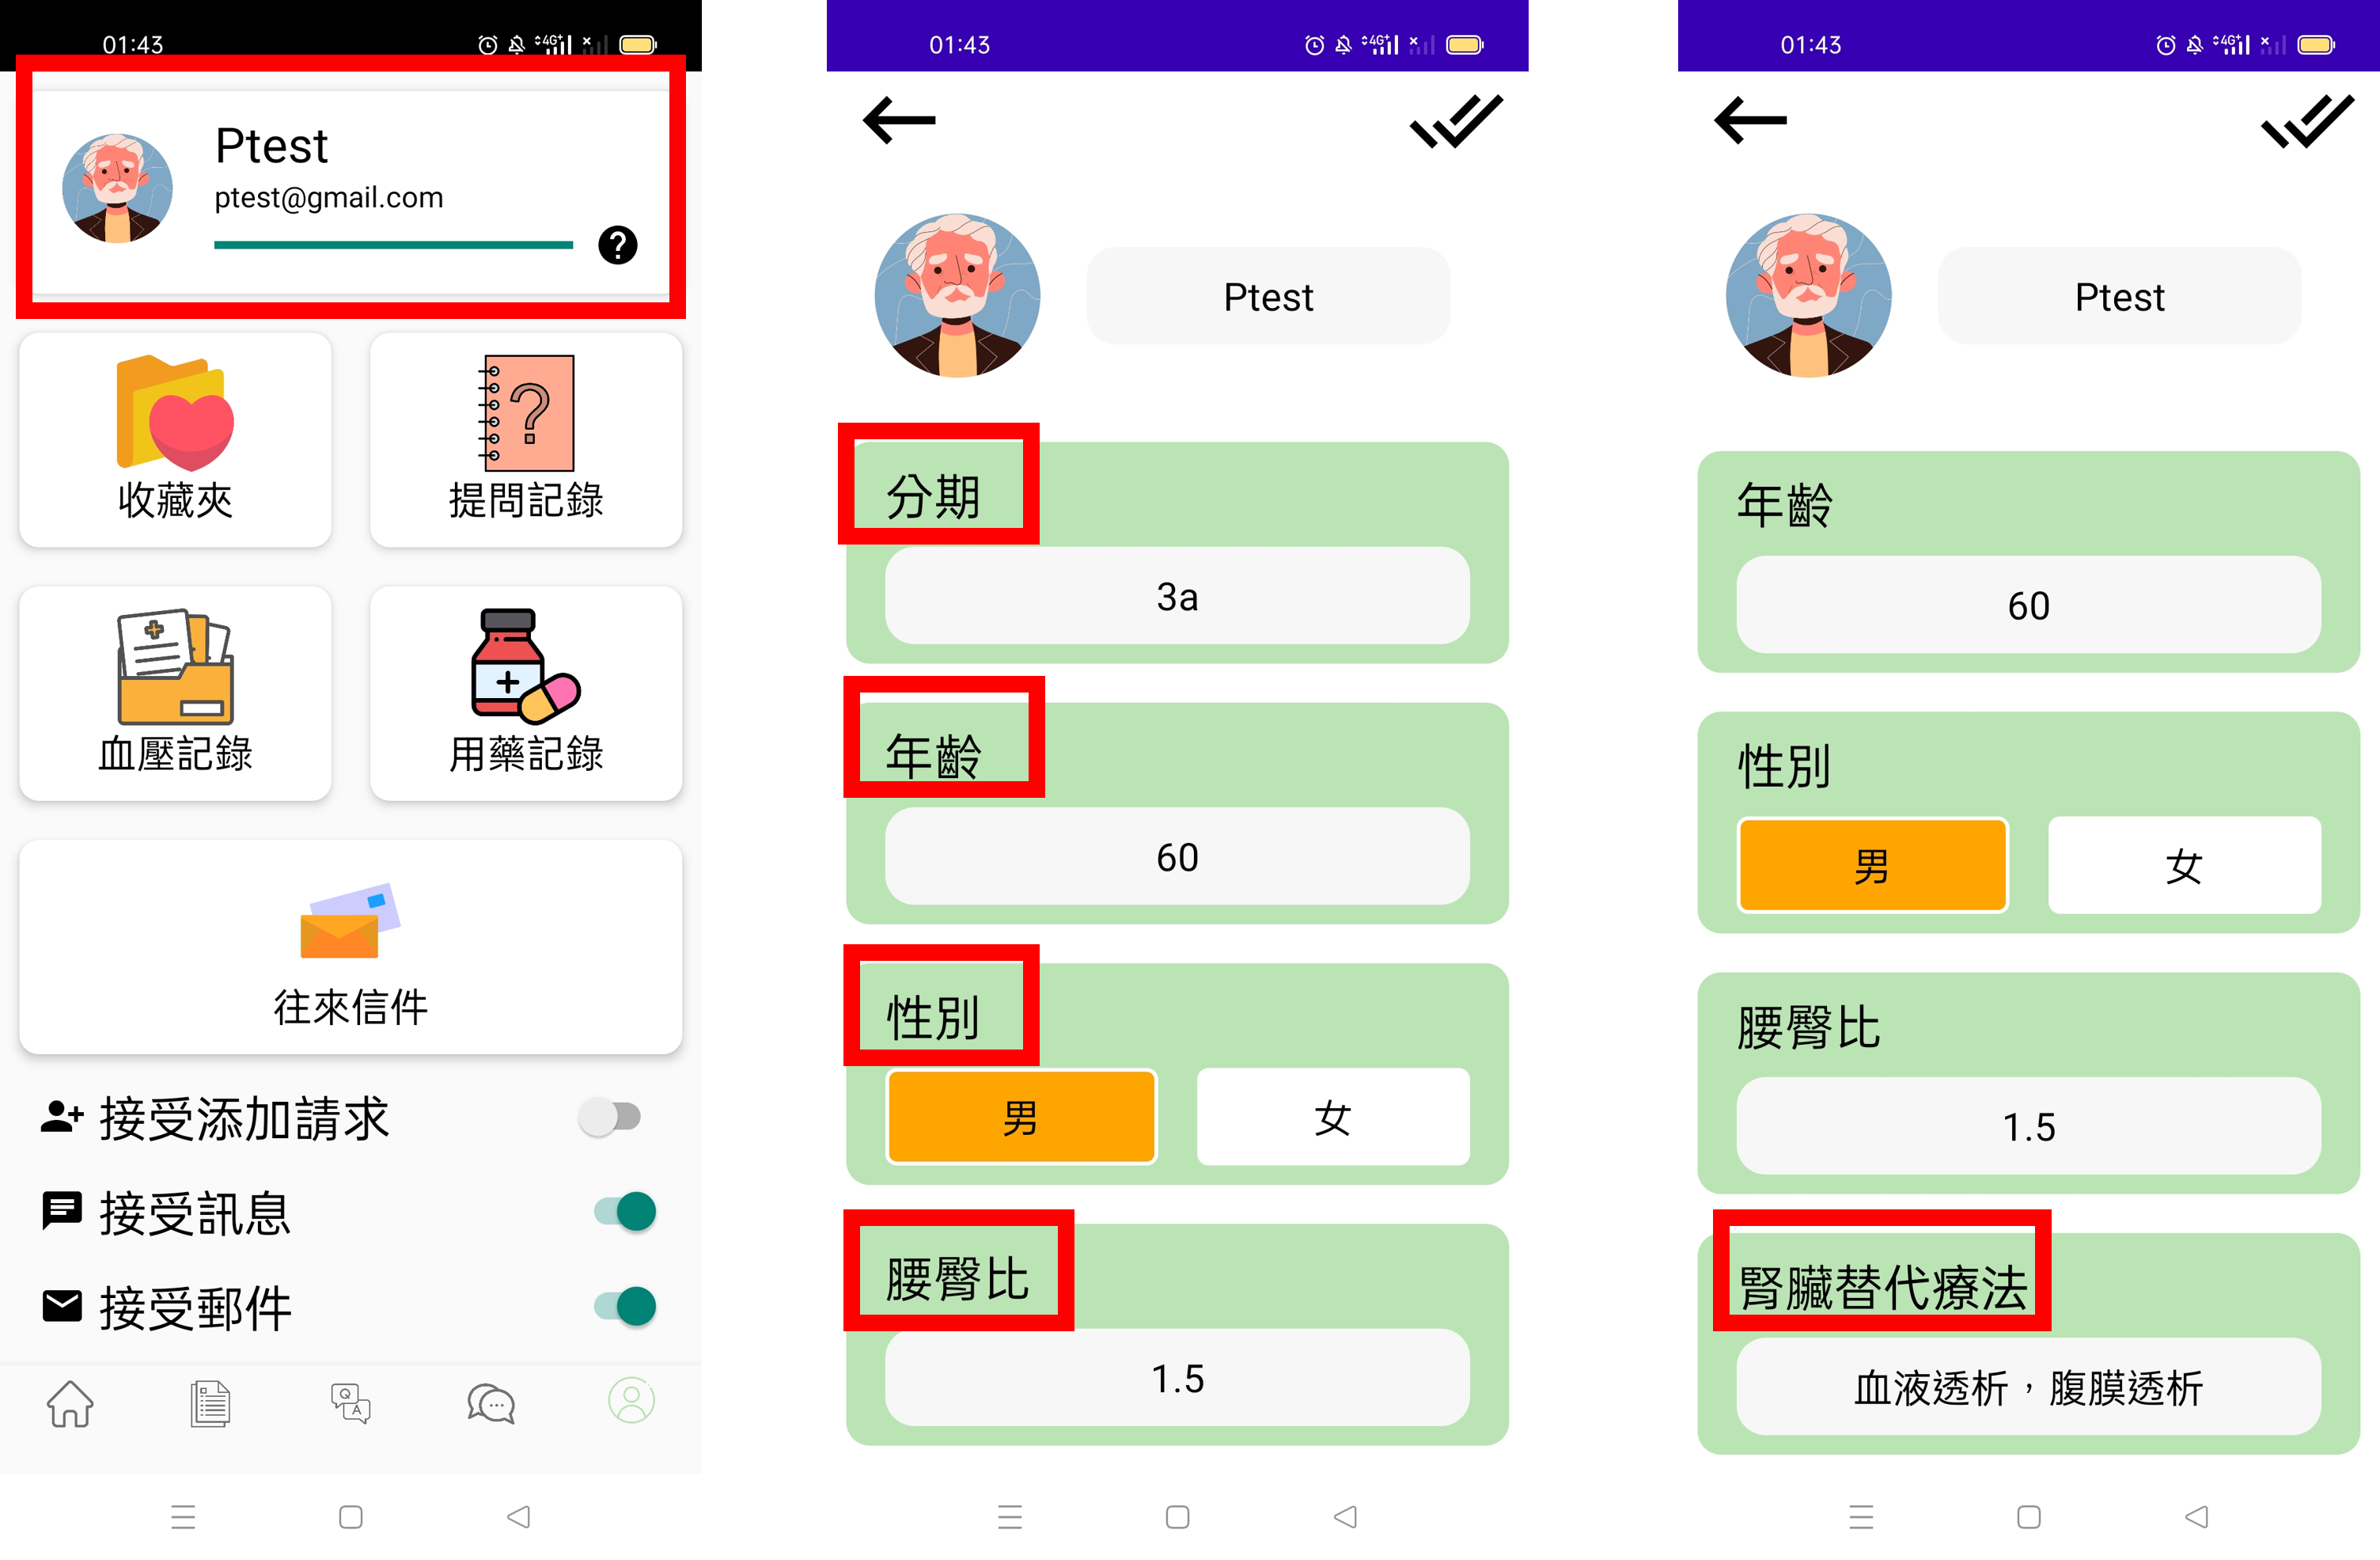 01:43
4G+
Ptest
ptest@gmail.com
?
收藏夾
?
提問記錄
血壓記錄
用藥記錄
往來信件
接受添加請求
接受訊息
接受郵件
Q
A
01:43
4G+
Ptest
分期
3a
年齡
60
性別
男
女
腰臀比
1.5
01:43
4G+
Ptest
年齡
60
性別
男
女
腰臀比
1.5
腎臟替代療法
血液透析，腹膜透析